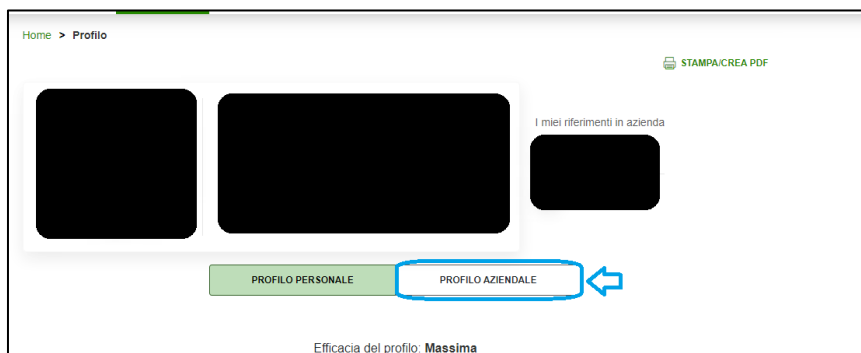 Home > Profilo
STAMPA/CREA PDF
I miei riferimenti in azienda
PROFILO PERSONALE
PROFILO AZIENDALE
Efficacia del profilo: Massima